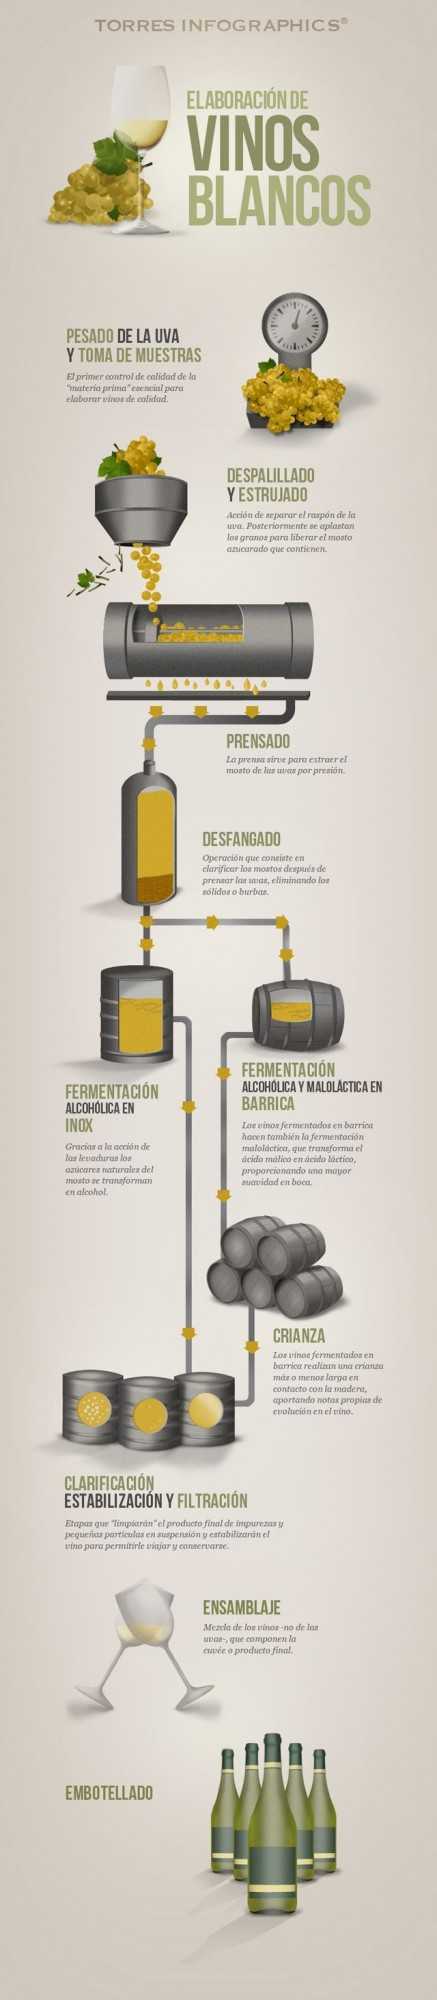 TORRES INFOGRAPHICS®
ELABORACIÓN DE
VINOS
BLANCOS
PESADO DE LA UVA
Y TOMA DE MUESTRAS
El primer control de calidad de la
"materia prima" esencial para
elaborar vinos de calidad.
DESPALILLADO
Y ESTRUJADO
Acción de separar el raspón de la
uva. Posteriormente se aplastan
los granos para liberar el mosto
azucarado que contienen.
PRENSADO
La prensa sirve para extraer el
mosto de las uvas por presión.
DESFANGADO
Operación que consiste en
clarificar los mostos después de
prensar las uvas, eliminando los
sólidos o burbas.
FERMENTACIÓN
ALCOHÓLICA EN
INOX
Gracias a la acción de
las levaduras los
azúcares naturales del
mosto se transforman
en alcohol.
FERMENTACIÓN
ALCOHÓLICA Y MALOLÁCTICA EN
BARRICA
Los vinos fermentados en barrica
hacen también la fermentación
maloláctica, que transforma el
ácido málico en ácido láctico,
proporcionando una mayor
suavidad en boca.
CRIANZA
Los vinos fermentados en
barrica realizan una crianza
más o menos larga en
contacto con la madera,
aportando notas propias de
evolución en el vino.
CLARIFICACIÓN
ESTABILIZACIÓN Y FILTRACIÓN
Etapas que "limpiarán" el producto final de impurezas y
pequeñas partículas en suspensión y estabilizarán el
vino para permitirle viajar y conservarse.
ENSAMBLAJE
Mezcla de los vinos -no de las
uvas-, que componen la
cuvée o producto final.
EMBOTELLADO